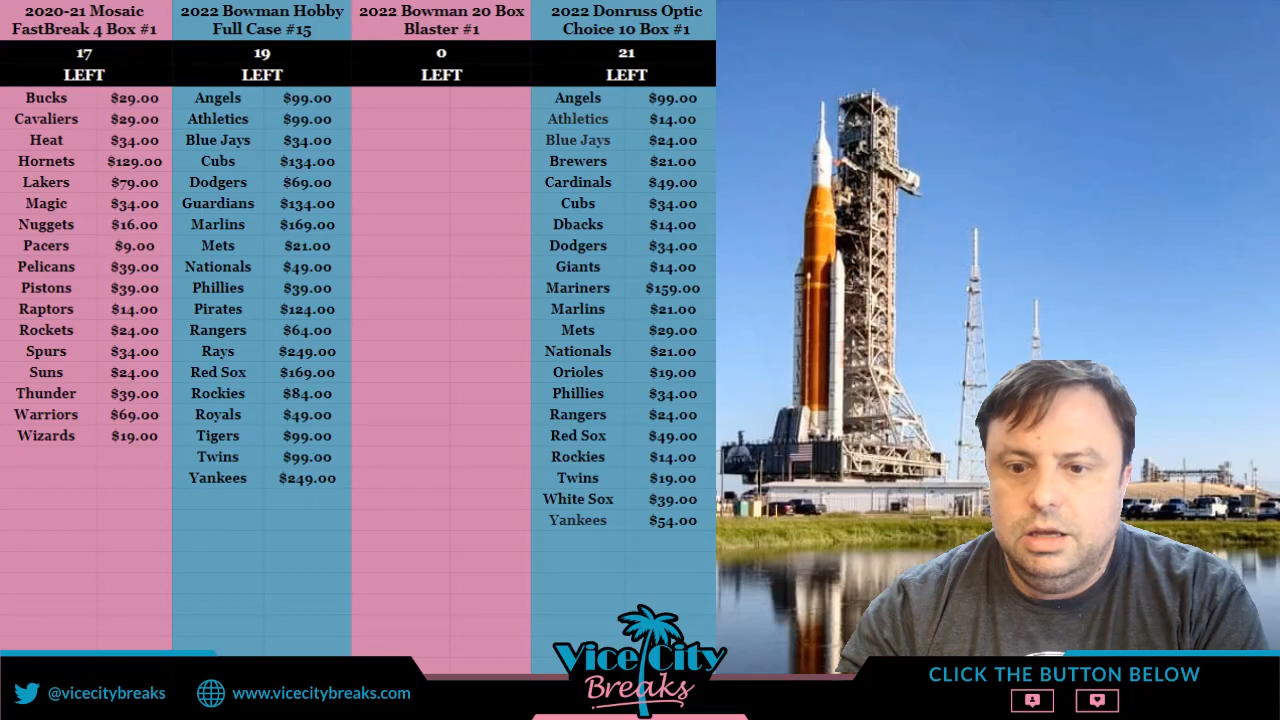 2020-21 Mosaic
FastBreak 4 Box #1
17
LEFT
Bucks $29.00
Cavaliers $29.00
Heat $34.00
Hornets $129.00
Lakers $79.00
Magic $34.00
Nuggets $16.00
Pacers $9.00
Pelicans $39.00
Pistons $39.00
Raptors $14.00
Rockets $24.00
Spurs $34.00
Suns $24.00
Thunder $39.00
Warriors $69.00
Wizards $19.00
2022 Bowman Hobby
Full Case #15
19
LEFT
Angels $99.00
Athletics $99.00
Blue Jays $34.00
Cubs $134.00
Dodgers $69.00
Guardians $134.00
Marlins $169.00
Mets $21.00
Nationals $49.00
Phillies $39.00
Pirates $124.00
Rangers $64.00
Rays $249.00
Red Sox $169.00
Rockies $84.00
Royals $49.00
Tigers $99.00
Twins $99.00
Yankees $249.00
2022 Bowman 20 Box
Blaster #1
0
LEFT
2022 Donruss Optic
Choice 10 Box #1
21
LEFT
Angels $99.00
Athletics $14.00
Blue Jays $24.00
Brewers $21.00
Cardinals $49.00
Cubs $34.00
Dbacks $14.00
Dodgers $34.00
Giants $14.00
Mariners $159.00
Marlins $21.00
Mets $29.00
Nationals $21.00
Orioles $19.00
Phillies $34.00
Rangers $24.00
Red Sox $49.00
Rockies $14.00
Twins $19.00
White Sox $39.00
Yankees $54.00
@vicecitybreaks
www.vicecitybreaks.com
Vice City
Breaks
CLICK THE BUTTON BELOW